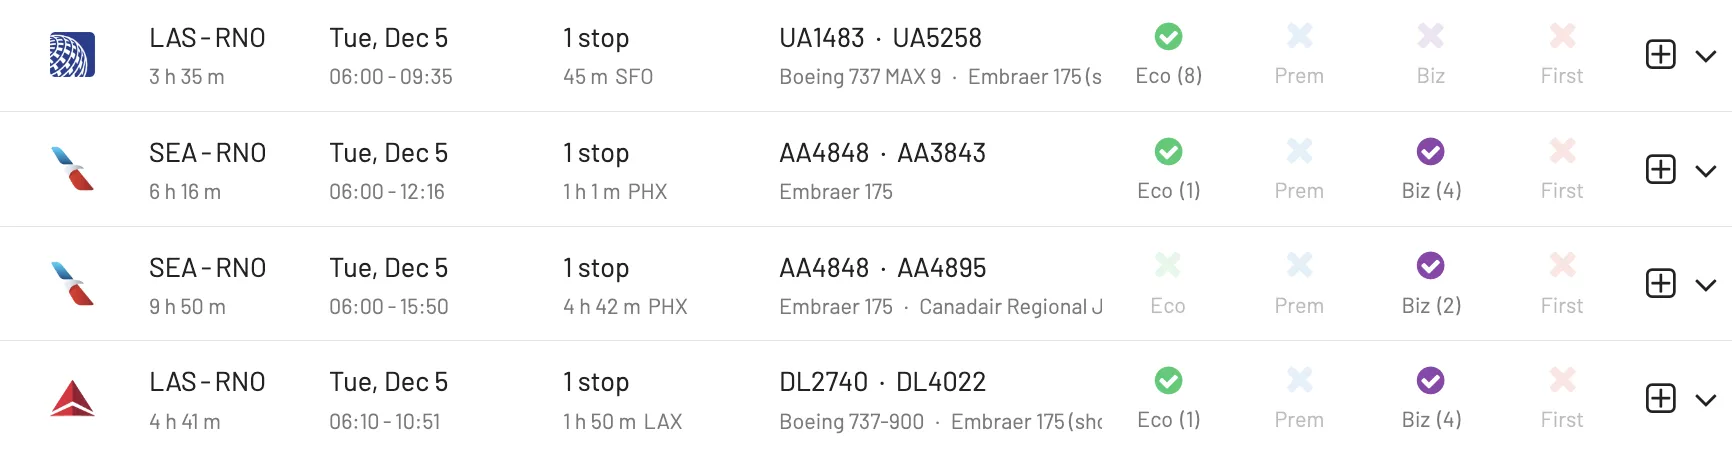 LAS-RNO Tue, Dec 5 1 stop UA1483 · UA5258
3 h 35 m 06:00 - 09:35 45 m SFO Boeing 737 MAX 9 · Embraer 175 (s Eco (8) Prem Biz First
SEA-RNO Tue, Dec 5 1 stop AA4848 · AA3843
6 h 16 m 06:00 - 12:16 1 h 1 m PHX Embraer 175 Eco (1) Prem Biz (4) First
SEA-RNO Tue, Dec 5 1 stop AA4848 · AA4895
9 h 50 m 06:00 - 15:50 4 h 42 m PHX Embraer 175 · Canadair Regional J Eco Prem Biz (2) First
LAS-RNO Tue, Dec 5 1 stop DL2740 · DL4022
4 h 41 m 06:10 - 10:51 1 h 50 m LAX Boeing 737-900 · Embraer 175 (sho Eco (1) Prem Biz (4) First